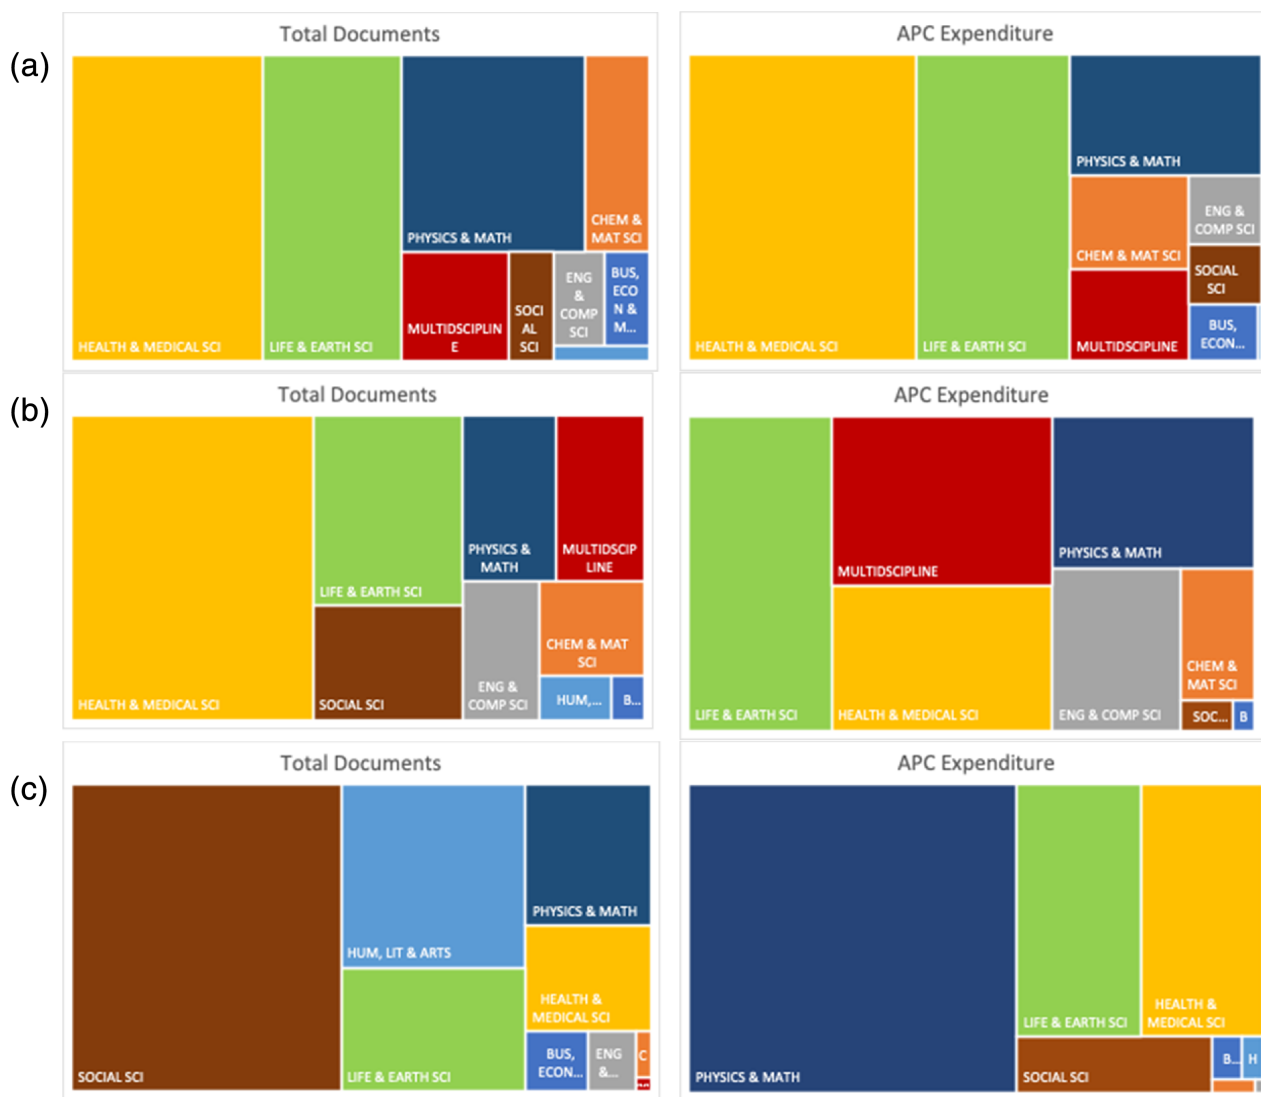 (a)
Total Documents
HEALTH & MEDICAL SCI
LIFE & EARTH SCI
PHYSICS & MATH
CHEM &
MAT SCI
MULTIDSCIPLIN
E
SOCI
AL
SCI
ENG
&
COMP
SCI
BUS,
ECO
N &
M...
APC Expenditure
HEALTH & MEDICAL SCI
LIFE & EARTH SCI
PHYSICS & MATH
CHEM & MAT SCI
MULTIDSCIPLINE
ENG &
COMP SCI
SOCIAL
SCI
BUS,
ECON...
(b)
Total Documents
HEALTH & MEDICAL SCI
LIFE & EARTH SCI
SOCIAL SCI
PHYSICS &
MATH
MULTIDSCIP
LINE
ENG &
COMP SCI
CHEM & MAT
SCI
HUM,...
B...
APC Expenditure
LIFE & EARTH SCI
MULTIDSCIPLINE
HEALTH & MEDICAL SCI
PHYSICS & MATH
ENG & COMP SCI
CHEM &
MAT SCI
SOC...
B
(c)
Total Documents
SOCIAL SCI
HUM, LIT & ARTS
LIFE & EARTH SCI
PHYSICS & MATH
HEALTH &
MEDICAL SCI
BUS,
ECON...
ENG
&...
C
APC Expenditure
PHYSICS & MATH
LIFE & EARTH SCI
HEALTH &
MEDICAL SCI
SOCIAL SCI
B...
H